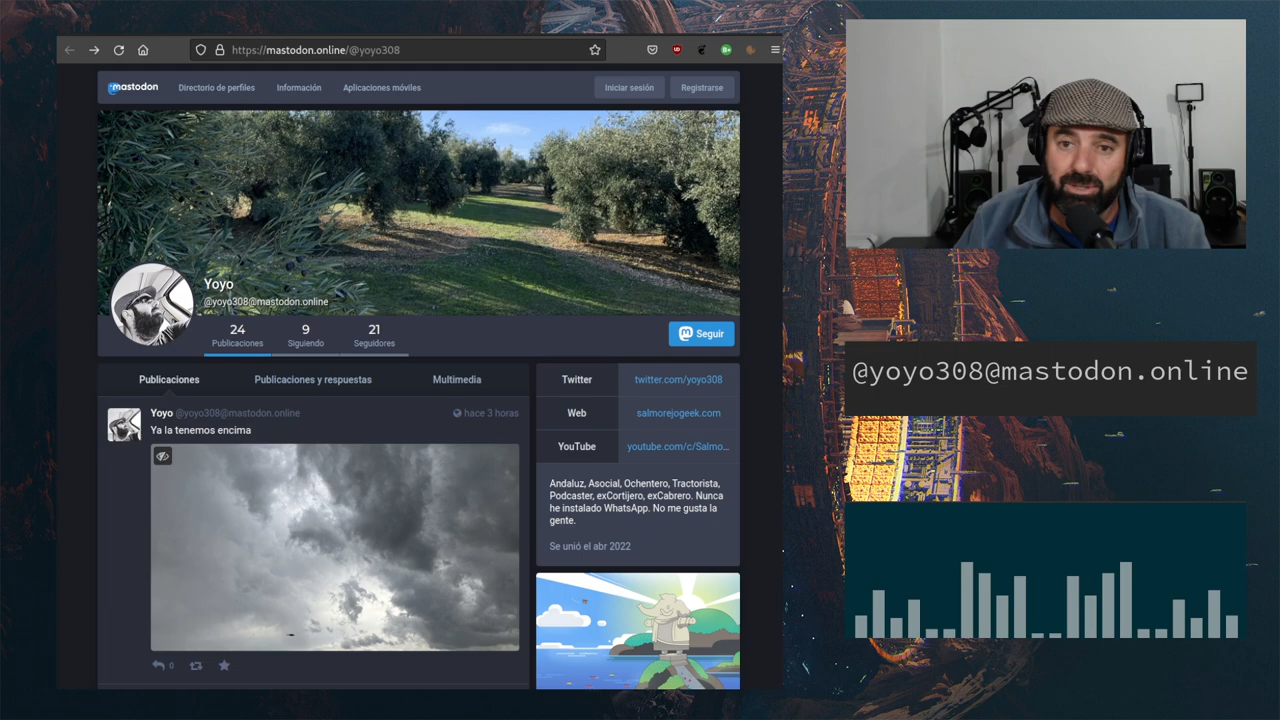 https://mastodon.online/@yoyo308
mastodon
Directorio de perfiles
Información
Aplicaciones móviles
Iniciar sesión
Registrarse
Yoyo
@yoyo308@mastodon.online
24
Publicaciones
9
Siguiendo
21
Seguidores
Seguir
Publicaciones
Publicaciones y respuestas
Multimedia
Yoyo @yoyo308@mastodon.online
hace 3 horas
Ya la tenemos encima
0
Twitter
twitter.com/yoyo308
Web
salmorejogeek.com
YouTube
youtube.com/c/Salmo…
Andaluz, Asocial, Ochentero, Tractorista,
Podcaster, exCortijero, exCabrero. Nunca
he instalado WhatsApp. No me gusta la
gente.
Se unió el abr 2022
@yoyo308@mastodon.online